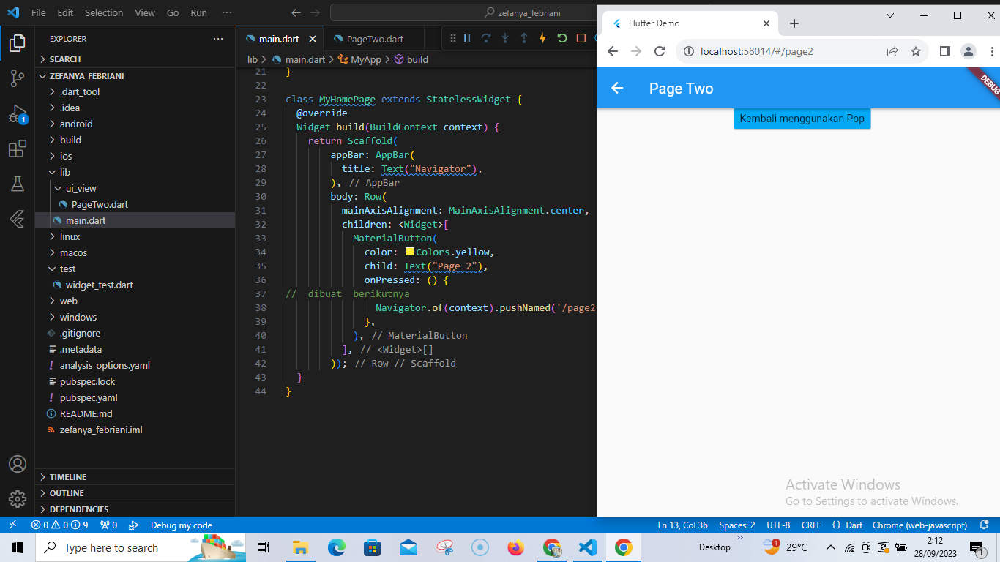 File Edit Selection View Go Run ···
zefanya_febriani
EXPLORER
SEARCH
ZEFANYA_FEBRIANI
.dart_tool
.idea
android
build
ios
lib
ui_view
PageTwo.dart
main.dart
linux
macos
test
widget_test.dart
web
windows
.gitignore
.metadata
analysis_options.yaml
pubspec.lock
pubspec.yaml
README.md
zefanya_febriani.iml
TIMELINE
OUTLINE
DEPENDENCIES
1
main.dart PageTwo.dart
lib > main.dart > MyApp > build
21 }
22
23 class MyHomePage extends StatelessWidget {
24 @override
25 Widget build(BuildContext context) {
26 return Scaffold(
27 appBar: AppBar(
28 title: Text("Navigator"),
29 ), // AppBar
30 body: Row(
31 mainAxisAlignment: MainAxisAlignment.center,
32 children: <Widget>[
33 MaterialButton(
34 color: Colors.yellow,
35 child: Text("Page 2"),
36 onPressed: () {
37 // dibuat berikutnya
38 Navigator.of(context).pushNamed('/page2
39 },
40 ), // MaterialButton
41 ], // <Widget>[]
42 )); // Row // Scaffold
43 }
44 }
Flutter Demo
localhost:58014/#/page2
Page Two
DEBUG
Kembali menggunakan Pop
Activate Windows
Go to Settings to activate Windows.
0 0 9 0 Debug my code
Ln 13, Col 36 Spaces: 2 UTF-8 CRLF {} Dart Chrome (web-javascript)
Type here to search
Desktop
1
29°C
2:12
28/09/2023
1